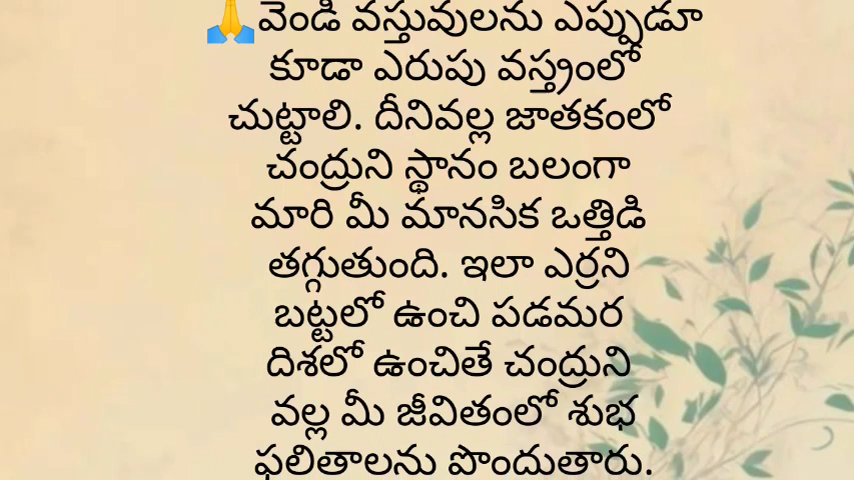 🙏వెండి వస్తువులను ఎప్పుడూ
కూడా ఎరుపు వస్త్రంలో
చుట్టాలి. దీనివల్ల జాతకంలో
చంద్రుని స్థానం బలంగా
మారి మీ మానసిక ఒత్తిడి
తగ్గుతుంది. ఇలా ఎర్రని
బట్టలో ఉంచి పడమర
దిశలో ఉంచితే చంద్రుని
వల్ల మీ జీవితంలో శుభ
ఫలితాలను పొందుతారు.